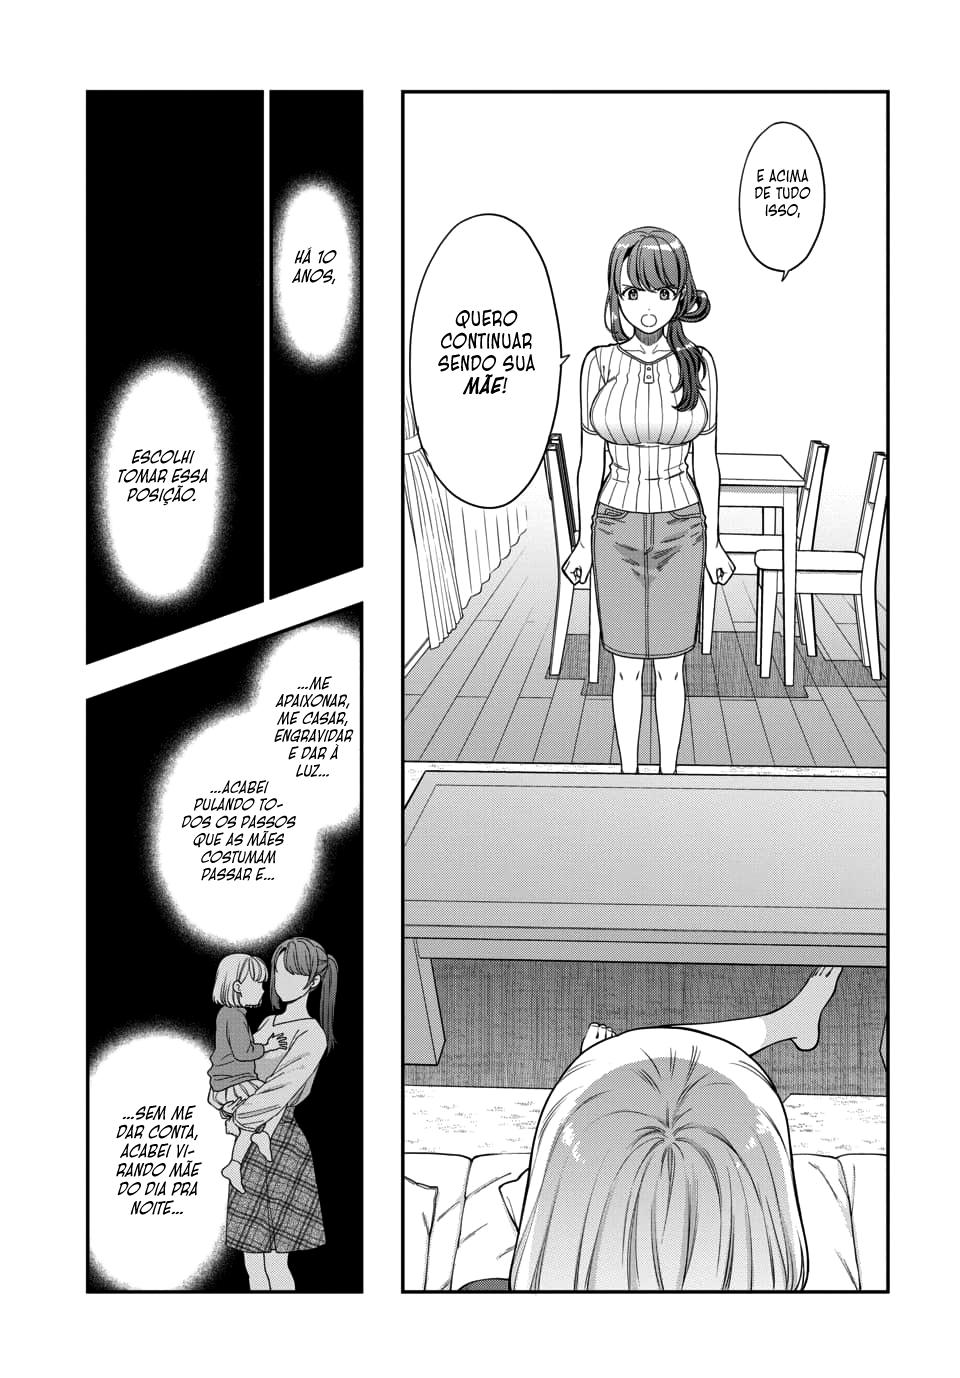 E ACIMA
DE TUDO
ISSO,
QUERO
CONTINUAR
SENDO SUA
MÃE!
HÁ 10
ANOS,
ESCOLHI
TOMAR ESSA
POSIÇÃO.
...ME
APAIXONAR,
ME CASAR,
ENGRAVIDAR
E DAR À
LUZ...
...ACABEI
PULANDO TO-
DOS OS PASSOS
QUE AS MÃES
COSTUMAM
PASSAR E...
...SEM ME
DAR CONTA,
ACABEI VI-
RANDO MÃE
DO DIA PRA
NOITE...